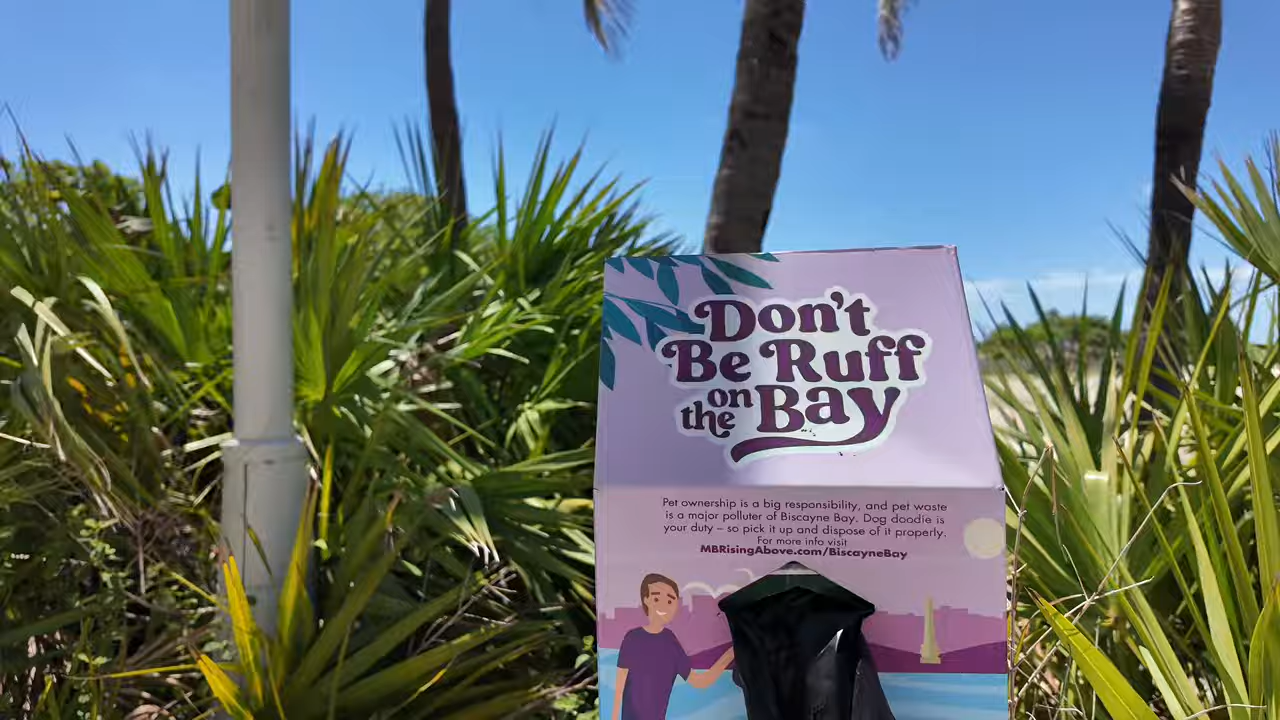 Don't
Be Ruff
on
the Bay
Pet ownership is a big responsibility, and pet waste
is a major polluter of Biscayne Bay. Dog doodie is
your duty – so pick it up and dispose of it properly.
For more info visit
MBRisingAbove.com/BiscayneBay